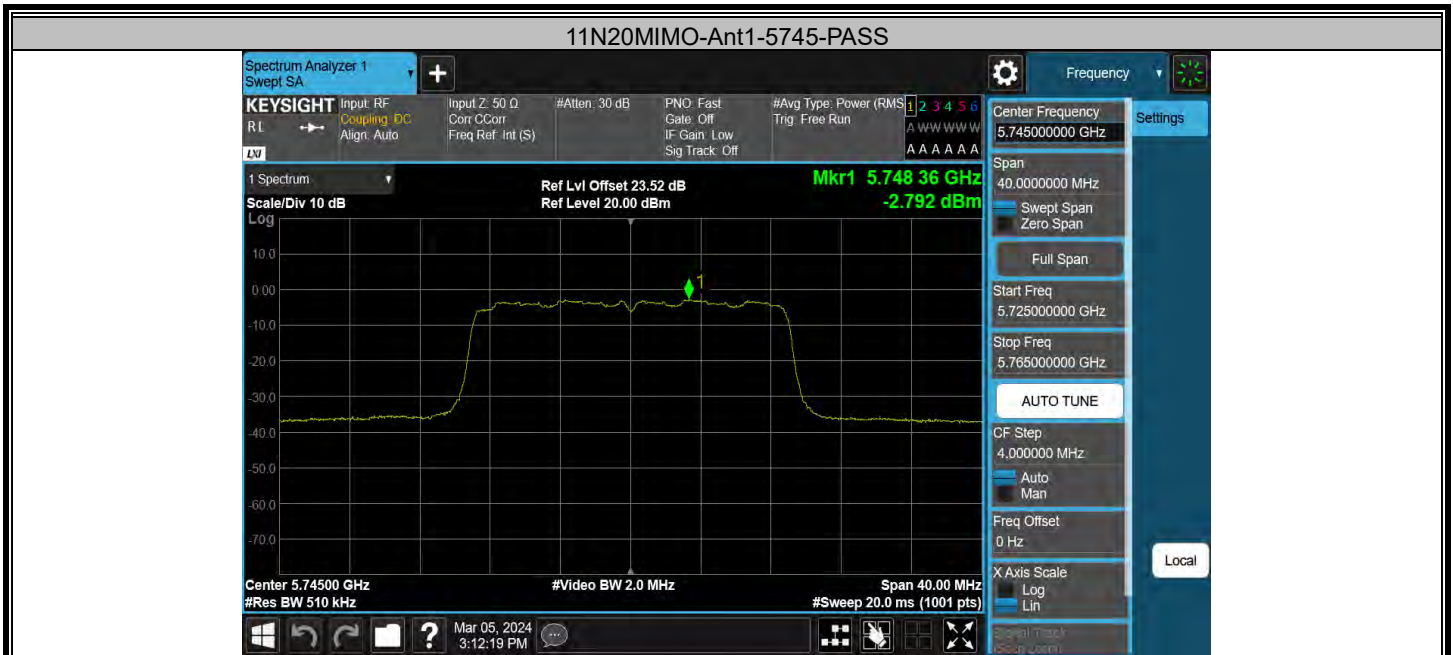 11N20MIMO-Ant1-5745-PASS
Spectrum Analyzer 1
Swept SA
Frequency
KEYSIGHT
RL
LXI
Input: RF
Coupling: DC
Align: Auto
Input Z: 50 Ω
Corr CCorr
Freq Ref: Int (S)
#Atten: 30 dB
PNO: Fast
Gate: Off
IF Gain: Low
Sig Track: Off
#Avg Type: Power (RMS
Trig: Free Run
1 2 3 4 5 6
A W W W W W
A A A A A A
1 Spectrum
Scale/Div 10 dB
Log
Ref Lvl Offset 23.52 dB
Ref Level 20.00 dBm
Mkr1 5.748 36 GHz
-2.792 dBm
1
10.0
0.00
-10.0
-20.0
-30.0
-40.0
-50.0
-60.0
-70.0
Center 5.74500 GHz
#Res BW 510 kHz
#Video BW 2.0 MHz
Span 40.00 MHz
#Sweep 20.0 ms (1001 pts)
Center Frequency
5.745000000 GHz
Settings
Span
40.0000000 MHz
Swept Span
Zero Span
Full Span
Start Freq
5.725000000 GHz
Stop Freq
5.765000000 GHz
AUTO TUNE
CF Step
4.000000 MHz
Auto
Man
Freq Offset
0 Hz
X Axis Scale
Log
Lin
Local
Signal Track
(Span Zoom)
?
Mar 05, 2024
3:12:19 PM